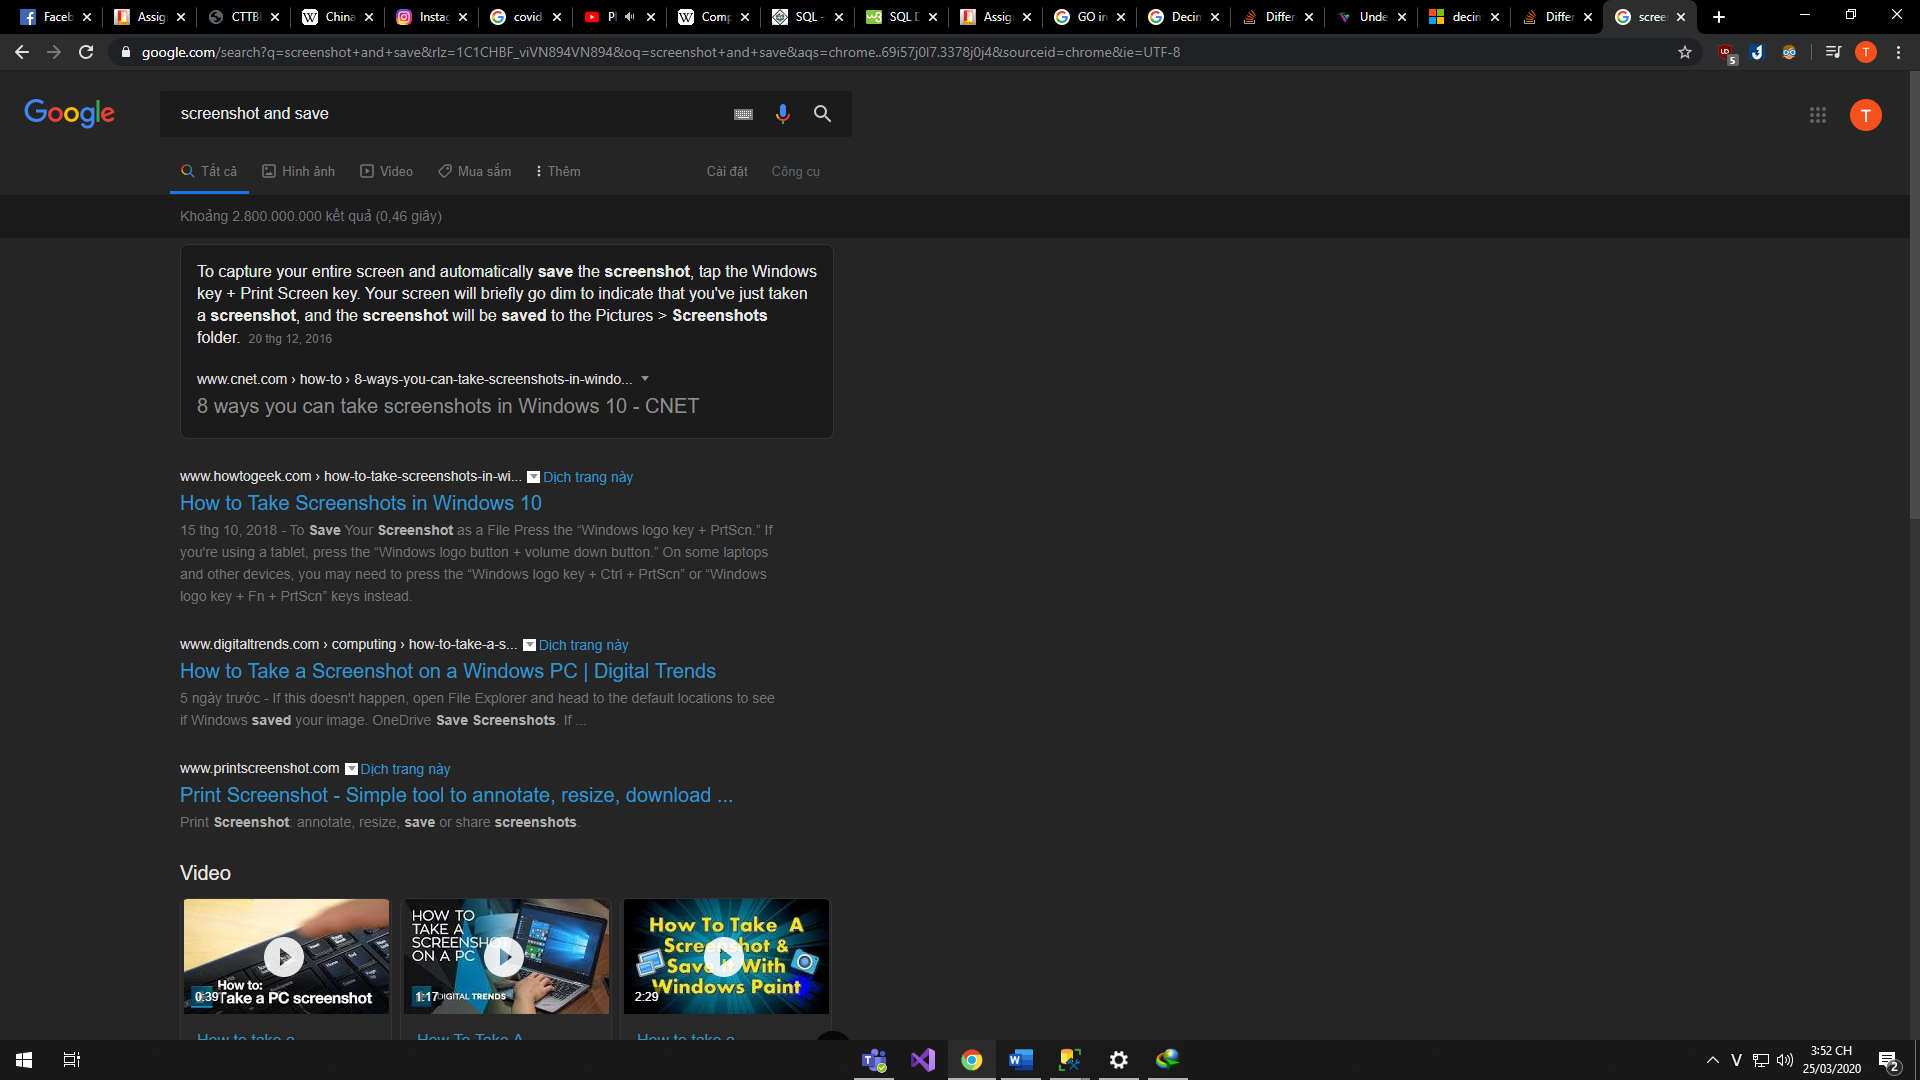 Faceb
Assig
CTTB
China
Instag
covid
Pl
Comp
SQL -
SQL D
Assig
GO in
Decin
Differ
Unde
decin
Differ
scree
google.com/search?q=screenshot+and+save&rlz=1C1CHBF_viVN894VN894&oq=screenshot+and+save&aqs=chrome..69i57j0l7.3378j0j4&sourceid=chrome&ie=UTF-8
5
T
Google
screenshot and save
T
Tất cả
Hình ảnh
Video
Mua sắm
Thêm
Cài đặt
Công cụ
Khoảng 2.800.000.000 kết quả (0,46 giây)
To capture your entire screen and automatically save the screenshot, tap the Windows
key + Print Screen key. Your screen will briefly go dim to indicate that you've just taken
a screenshot, and the screenshot will be saved to the Pictures > Screenshots
folder. 20 thg 12, 2016
www.cnet.com › how-to › 8-ways-you-can-take-screenshots-in-windo...
8 ways you can take screenshots in Windows 10 - CNET
www.howtogeek.com › how-to-take-screenshots-in-wi... Dịch trang này
How to Take Screenshots in Windows 10
15 thg 10, 2018 - To Save Your Screenshot as a File Press the “Windows logo key + PrtScn.” If
you're using a tablet, press the “Windows logo button + volume down button.” On some laptops
and other devices, you may need to press the “Windows logo key + Ctrl + PrtScn” or “Windows
logo key + Fn + PrtScn” keys instead.
www.digitaltrends.com › computing › how-to-take-a-s... Dịch trang này
How to Take a Screenshot on a Windows PC | Digital Trends
5 ngày trước - If this doesn't happen, open File Explorer and head to the default locations to see
if Windows saved your image. OneDrive Save Screenshots. If ...
www.printscreenshot.com Dịch trang này
Print Screenshot - Simple tool to annotate, resize, download ...
Print Screenshot: annotate, resize, save or share screenshots.
Video
How to:
Take a PC screenshot
0:39
HOW TO
TAKE A
SCREENSHO
ON A PC
1:17
DIGITAL TRENDS
How To Take A
Screenshot &
Save It With
Windows Paint
2:29
How to take a
How To Take A
How to take a
V
3:52 CH
25/03/2020
2